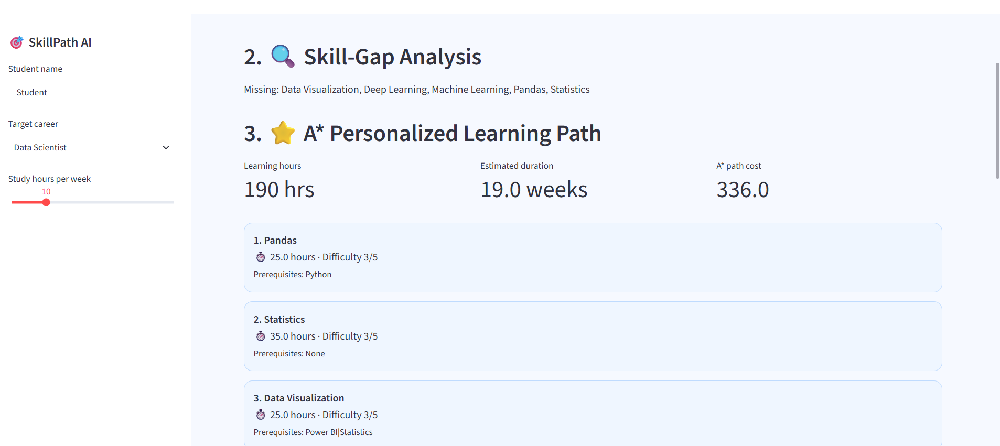 SkillPath AI
Student name
Student
Target career
Data Scientist
Study hours per week
10
2. Skill-Gap Analysis
Missing: Data Visualization, Deep Learning, Machine Learning, Pandas, Statistics
3. A* Personalized Learning Path
Learning hours
190 hrs
Estimated duration
19.0 weeks
A* path cost
336.0
1. Pandas
25.0 hours · Difficulty 3/5
Prerequisites: Python
2. Statistics
35.0 hours · Difficulty 3/5
Prerequisites: None
3. Data Visualization
25.0 hours · Difficulty 3/5
Prerequisites: Power BI|Statistics